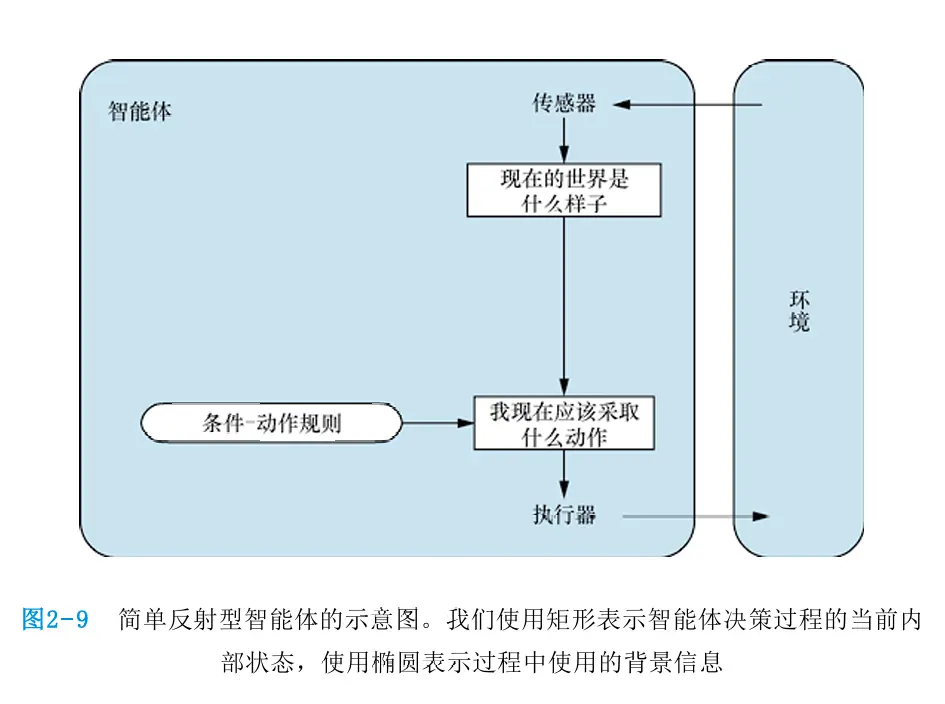 智能体
传感器
现在的世界是
什么样子
环
境
条件-动作规则
我现在应该采取
什么动作
执行器
图2-9 简单反射型智能体的示意图。我们使用矩形表示智能体决策过程的当前内
部状态，使用椭圆表示过程中使用的背景信息